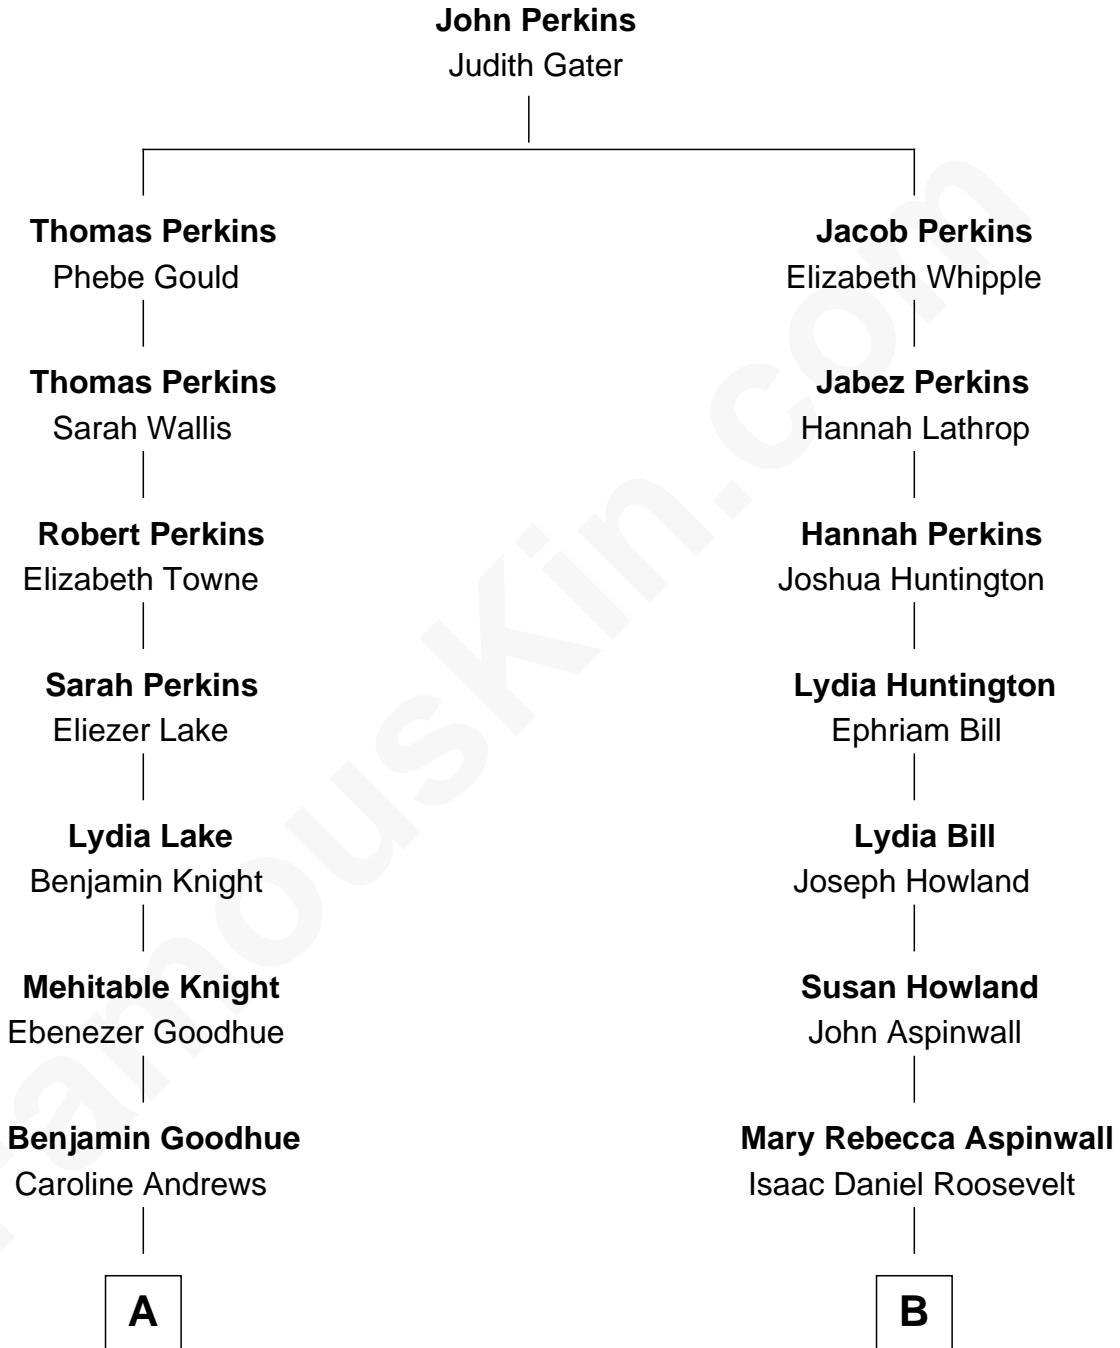 John Perkins
Judith Gater
Thomas Perkins
Phebe Gould
Jacob Perkins
Elizabeth Whipple
Thomas Perkins
Sarah Wallis
Jabez Perkins
Hannah Lathrop
Robert Perkins
Elizabeth Towne
Hannah Perkins
Joshua Huntington
Sarah Perkins
Eliezer Lake
Lydia Huntington
Ephriam Bill
Lydia Lake
Benjamin Knight
Lydia Bill
Joseph Howland
Mehitable Knight
Ebenezer Goodhue
Susan Howland
John Aspinwall
Benjamin Goodhue
Caroline Andrews
Mary Rebecca Aspinwall
Isaac Daniel Roosevelt
A
B
FamousKin.com